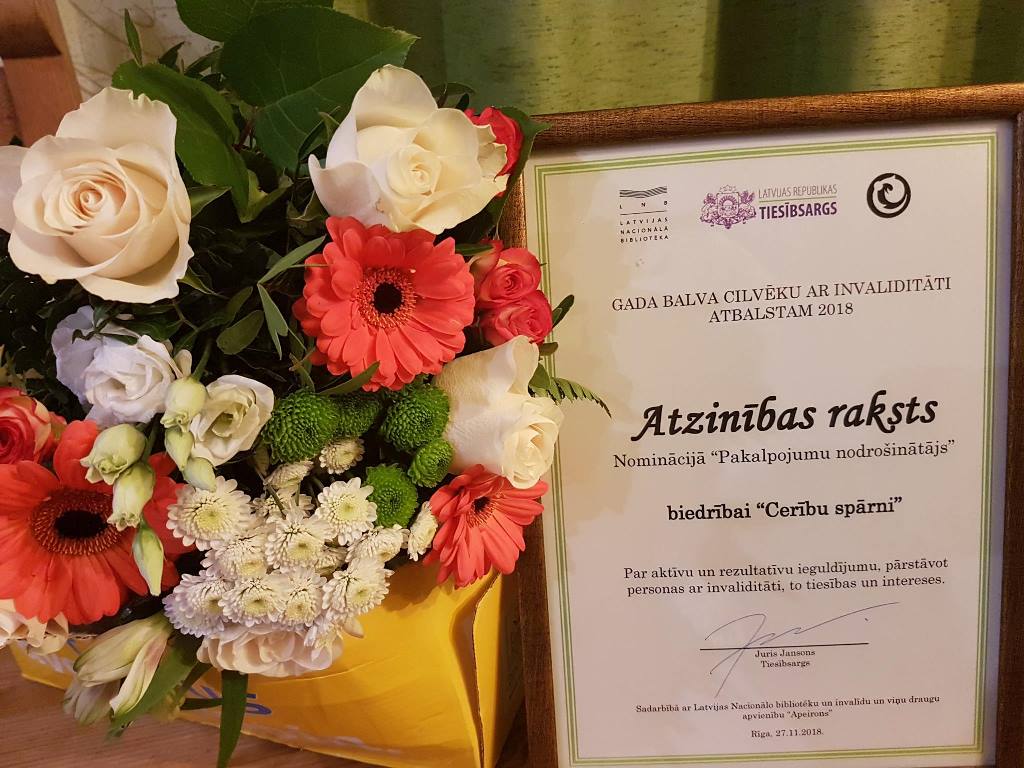 L N B
LATVIJAS
NACIONĀLĀ
BIBLIOTĒKA
LATVIJAS REPUBLIKAS
TIESĪBSARGS
GADA BALVA CILVĒKU AR INVALIDITĀTI
ATBALSTAM 2018
Atzinības raksts
Nominācijā “Pakalpojumu nodrošinātājs”
biedrībai “Cerību spārni”
Par aktīvu un rezultatīvu ieguldījumu, pārstāvot
personas ar invaliditāti, to tiesības un intereses.
Juris Jansons
Tiesībsargs
Sadarbībā ar Latvijas Nacionālo bibliotēku un invalīdu un viņu draugu
apvienību “Apeirons”
Rīga, 27.11.2018.